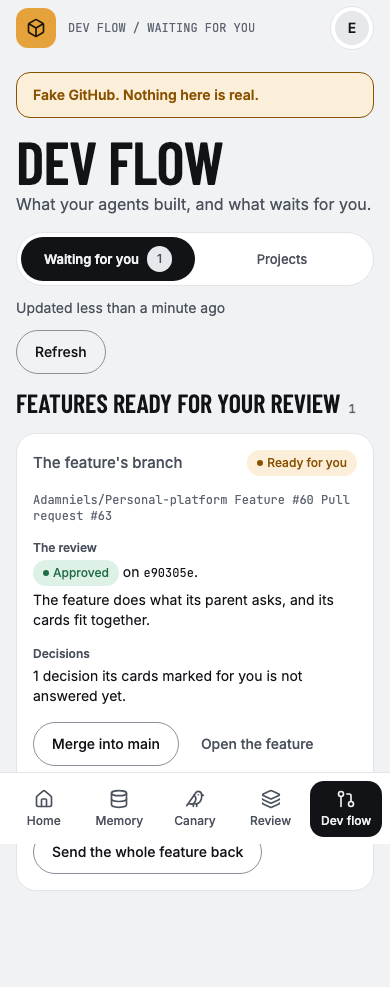 DEV FLOW / WAITING FOR YOU
E
Fake GitHub. Nothing here is real.
DEV FLOW
What your agents built, and what waits for you.
Waiting for you 1
Projects
Updated less than a minute ago
Refresh
FEATURES READY FOR YOUR REVIEW 1
The feature's branch
Ready for you
Adamniels/Personal-platform Feature #60 Pull
request #63
The review
Approved on e90305e.
The feature does what its parent asks, and its
cards fit together.
Decisions
1 decision its cards marked for you is not
answered yet.
Merge into main
Open the feature
Home
Memory
Canary
Review
Dev flow
Send the whole feature back